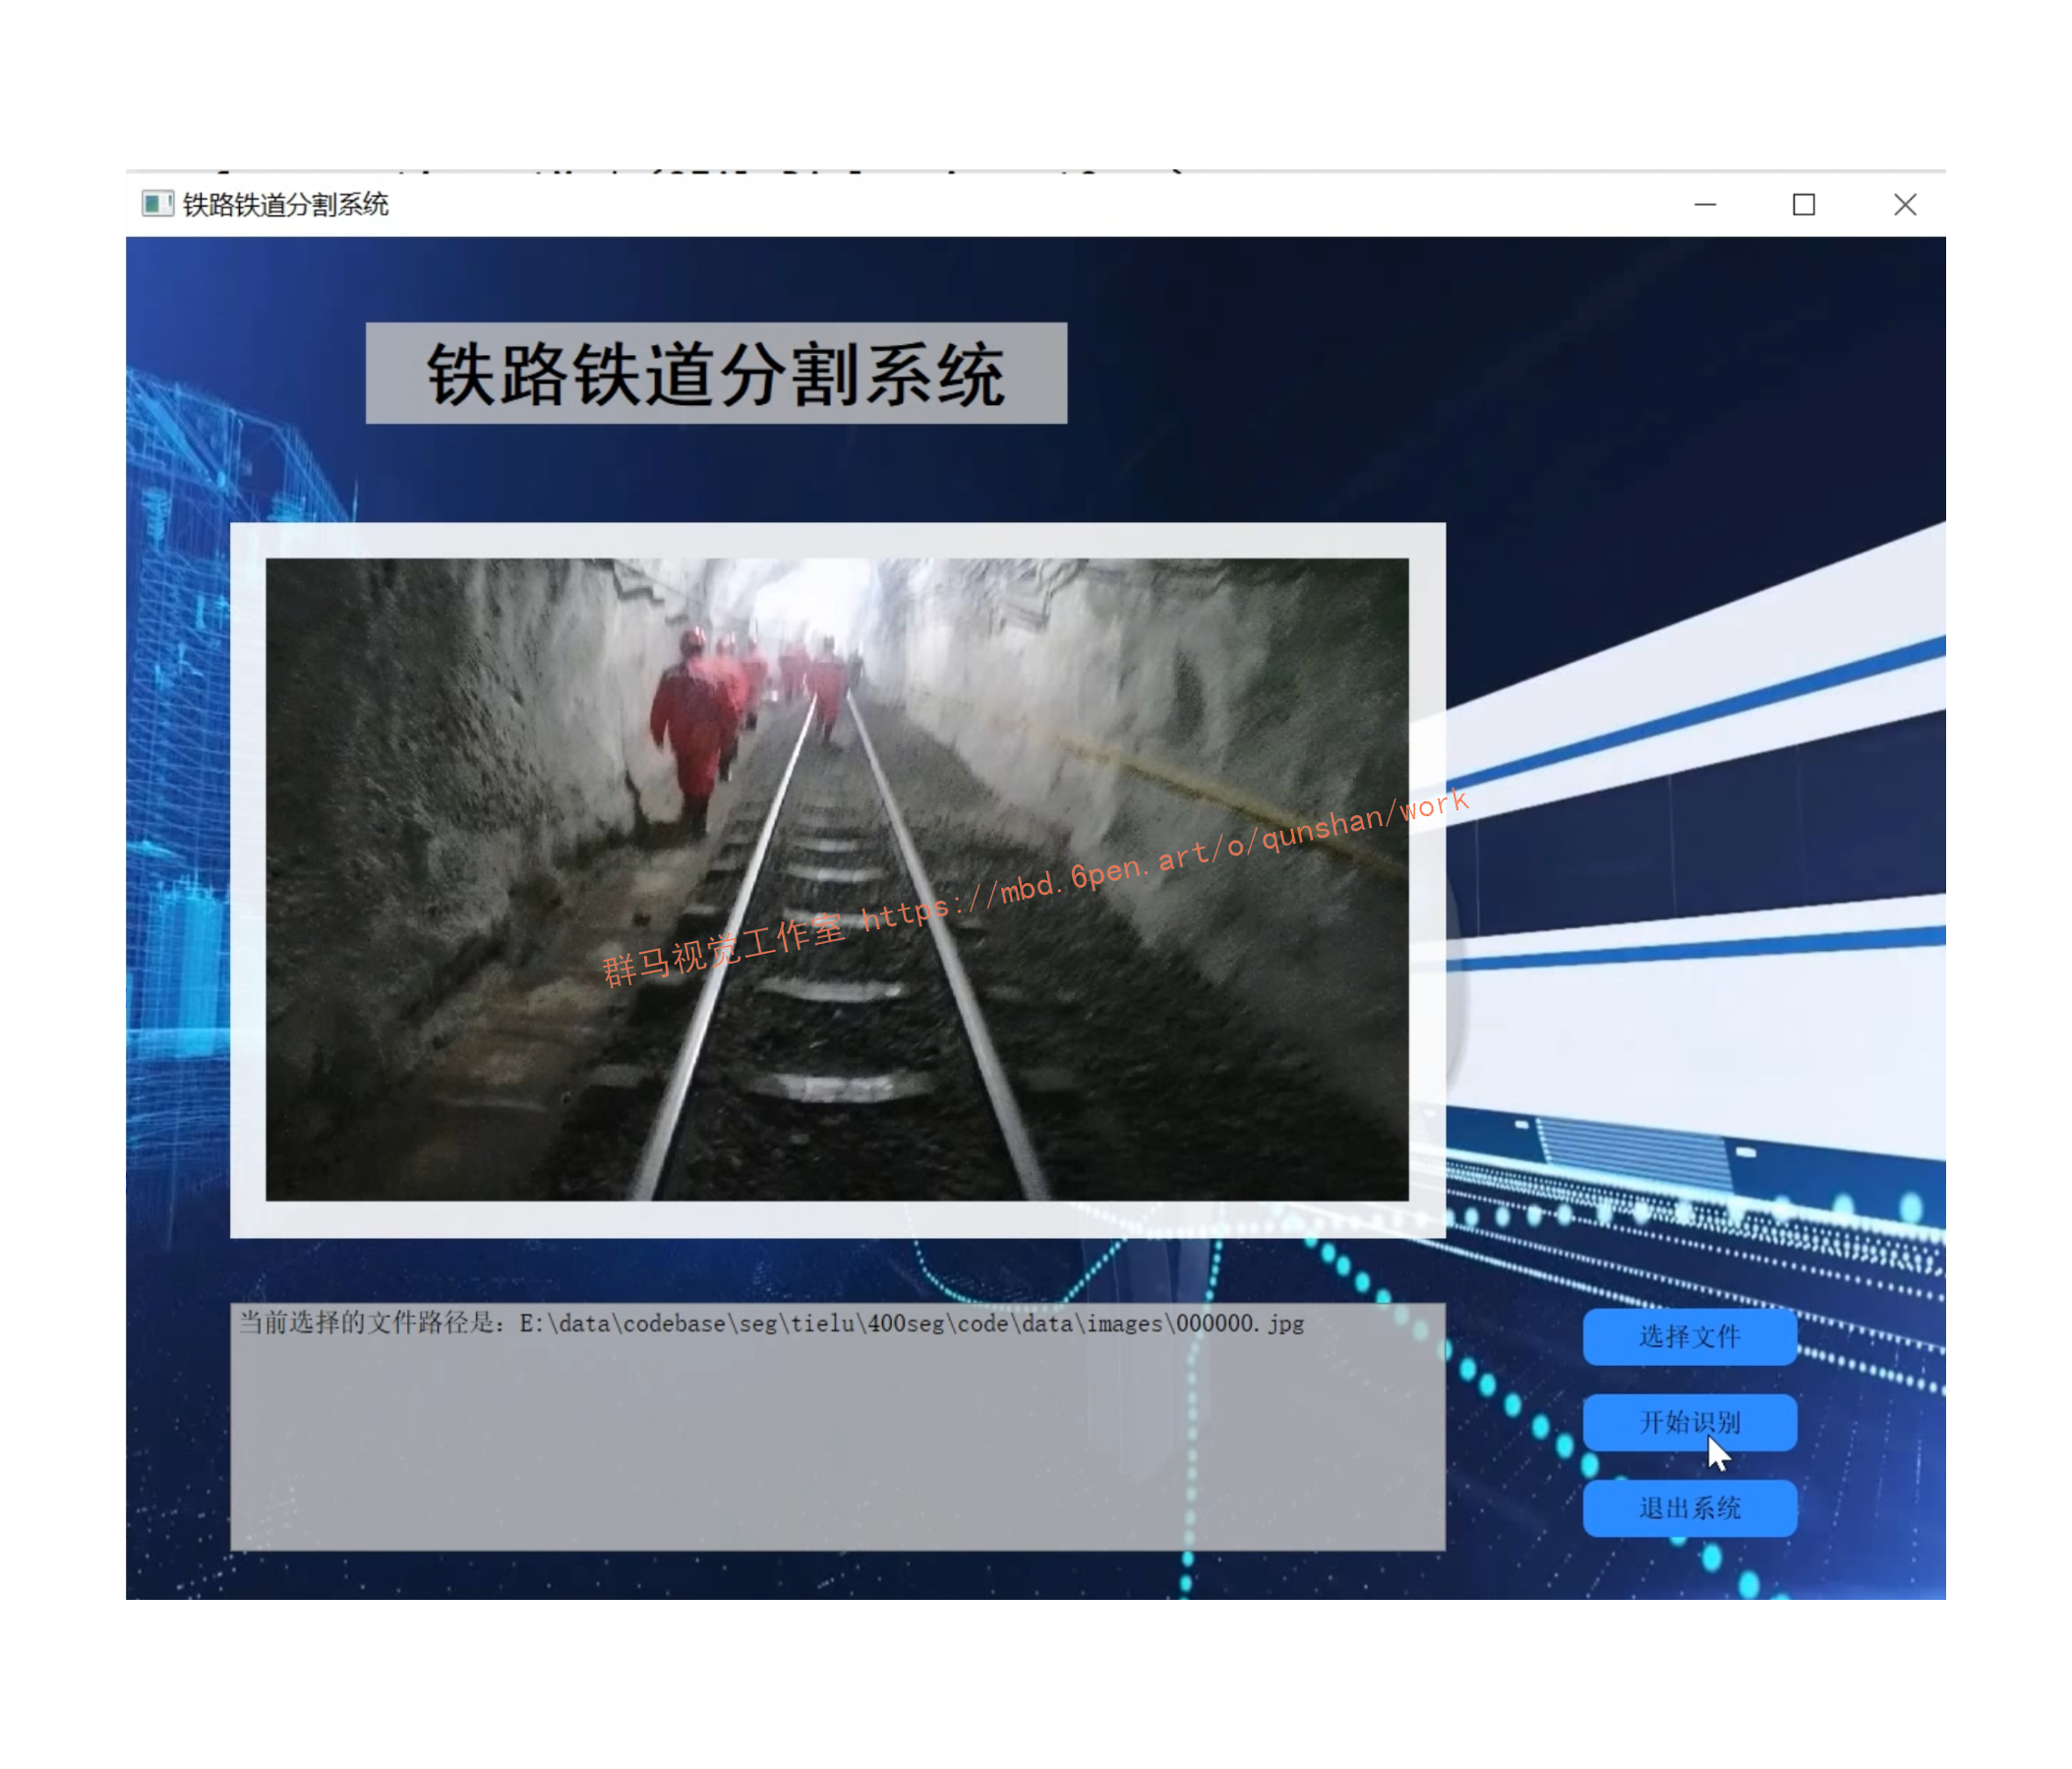 铁路铁道分割系统
铁路铁道分割系统
群马视觉工作室 https://mbd.6pen.art/o/qunshan/work
当前选择的文件路径是：E:\data\codebase\seg\tielu\400seg\code\data\images\000000.jpg
选择文件
开始识别
退出系统